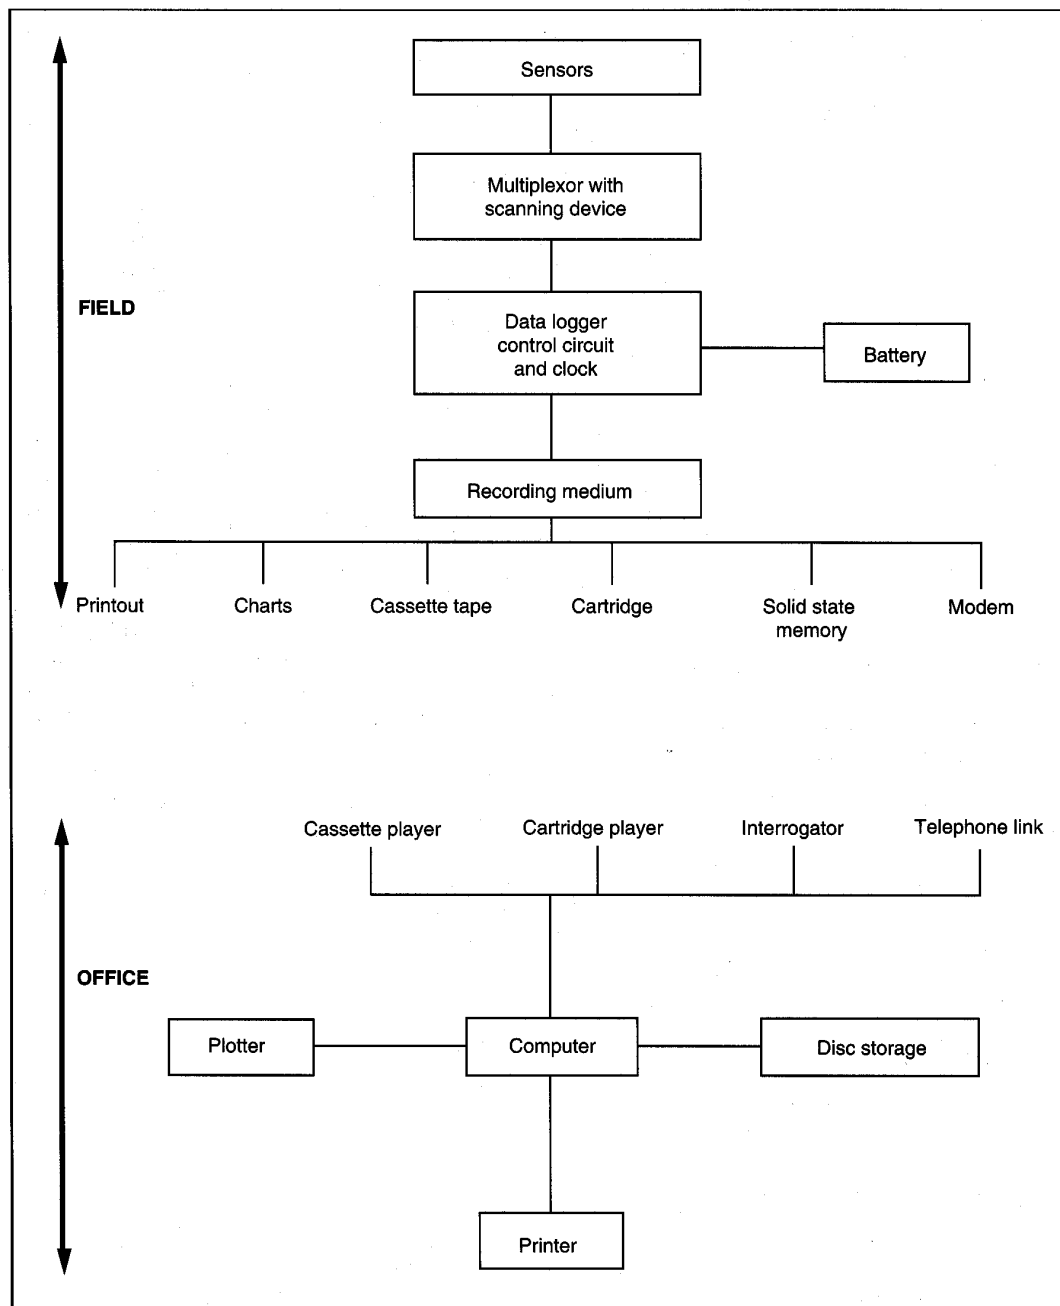 Sensors
Multiplexor with
scanning device
FIELD
Data logger
control circuit
and clock
Battery
Recording medium
Printout
Charts
Cassette tape
Cartridge
Solid state
memory
Modem
Cassette player
Cartridge player
Interrogator
Telephone link
OFFICE
Plotter
Computer
Disc storage
Printer